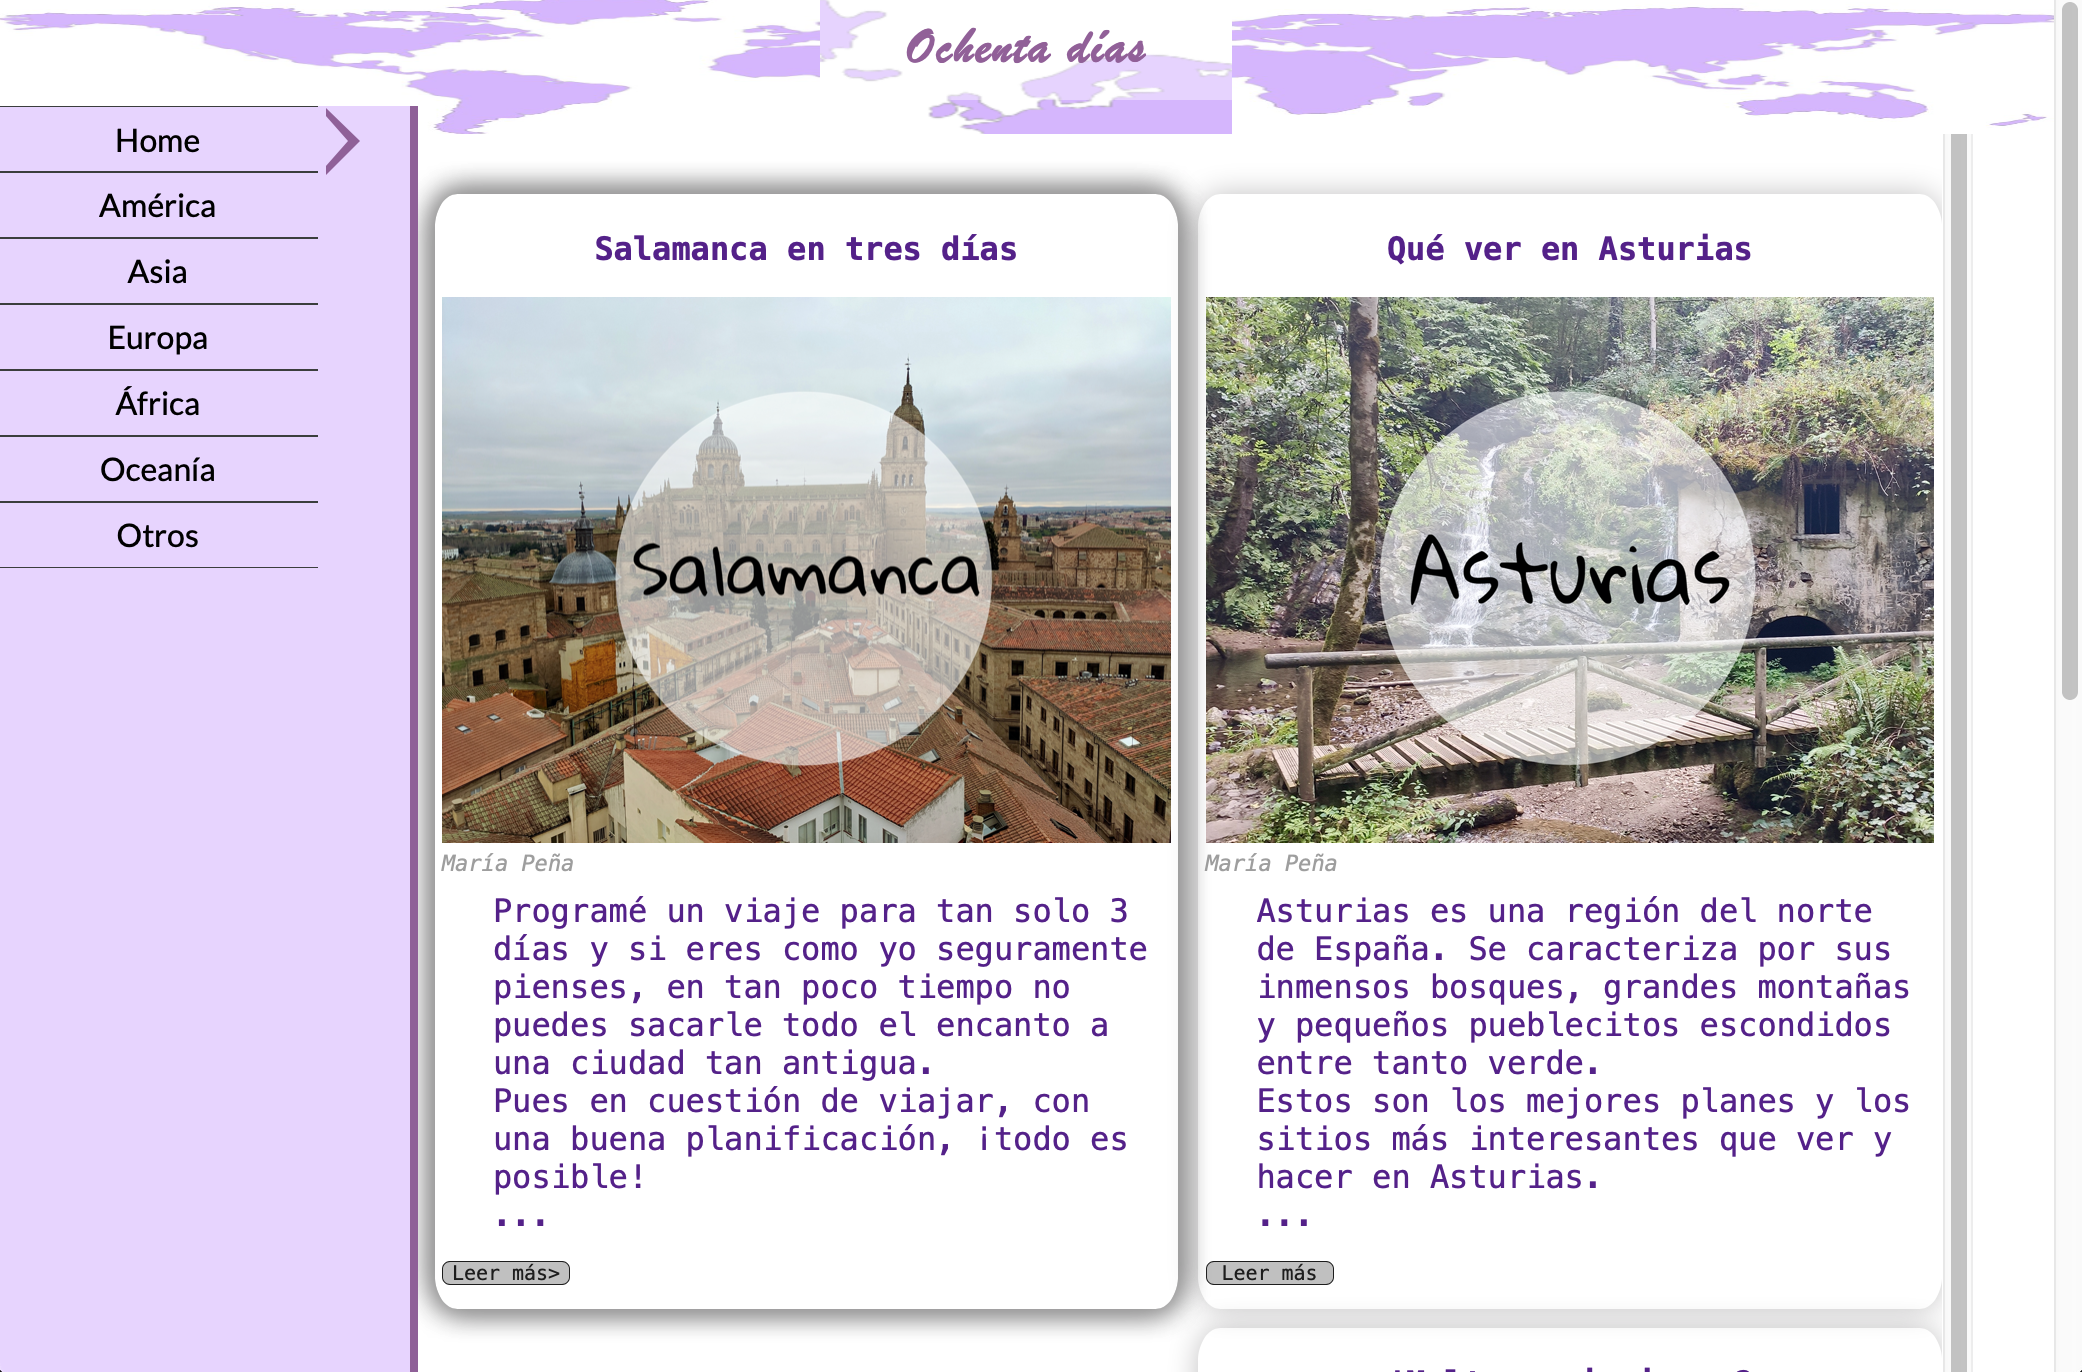 Ochenta días
Home
América
Asia
Europa
África
Oceanía
Otros
Salamanca en tres días
Salamanca
María Peña
Programé un viaje para tan solo 3
días y si eres como yo seguramente
pienses, en tan poco tiempo no
puedes sacarle todo el encanto a
una ciudad tan antigua.
Pues en cuestión de viajar, con
una buena planificación, ¡todo es
posible!
...
Leer más>
Qué ver en Asturias
Asturias
María Peña
Asturias es una región del norte
de España. Se caracteriza por sus
inmensos bosques, grandes montañas
y pequeños pueblecitos escondidos
entre tanto verde.
Estos son los mejores planes y los
sitios más interesantes que ver y
hacer en Asturias.
...
Leer más